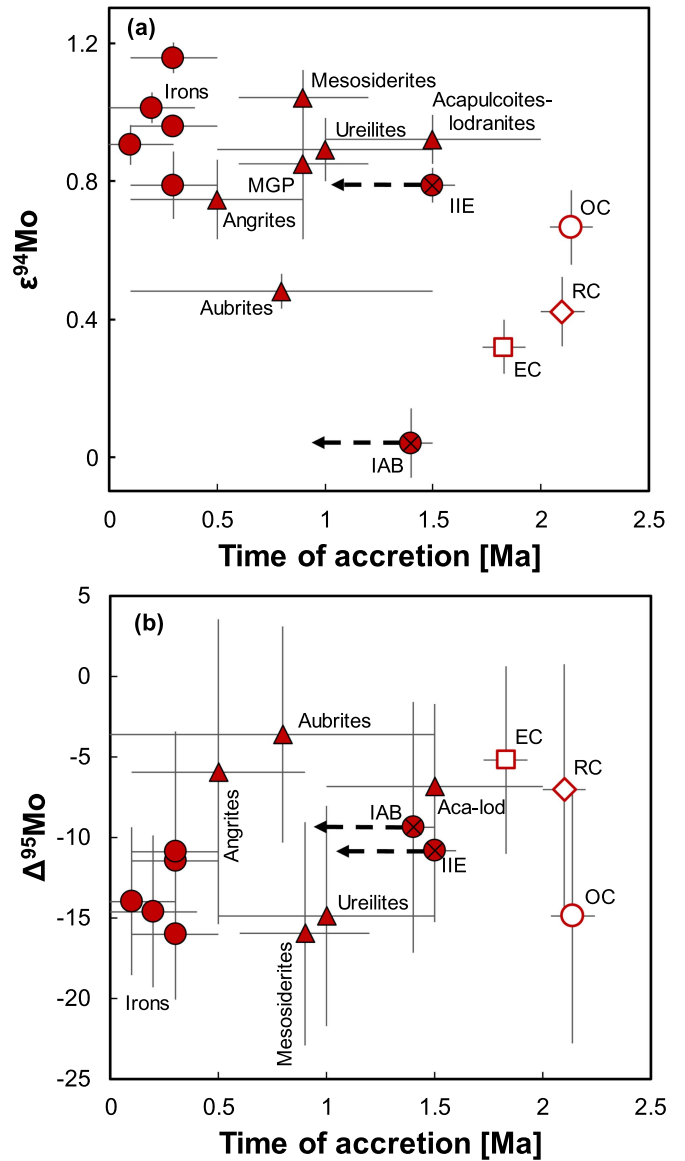 (a)
1.2
0.8
0.4
0
ε⁹⁴Mo
Irons
Mesosiderites
Acapulcoites-
lodranites
Ureilites
MGP
IIE
Angrites
OC
Aubrites
RC
EC
IAB
0 0.5 1 1.5 2 2.5
Time of accretion [Ma]
(b)
5
0
-5
-10
-15
-20
-25
Δ⁹⁵Mo
Aubrites
EC
RC
Angrites
Aca-lod
IAB
IIE
Ureilites
OC
Irons
Mesosiderites
0 0.5 1 1.5 2 2.5
Time of accretion [Ma]